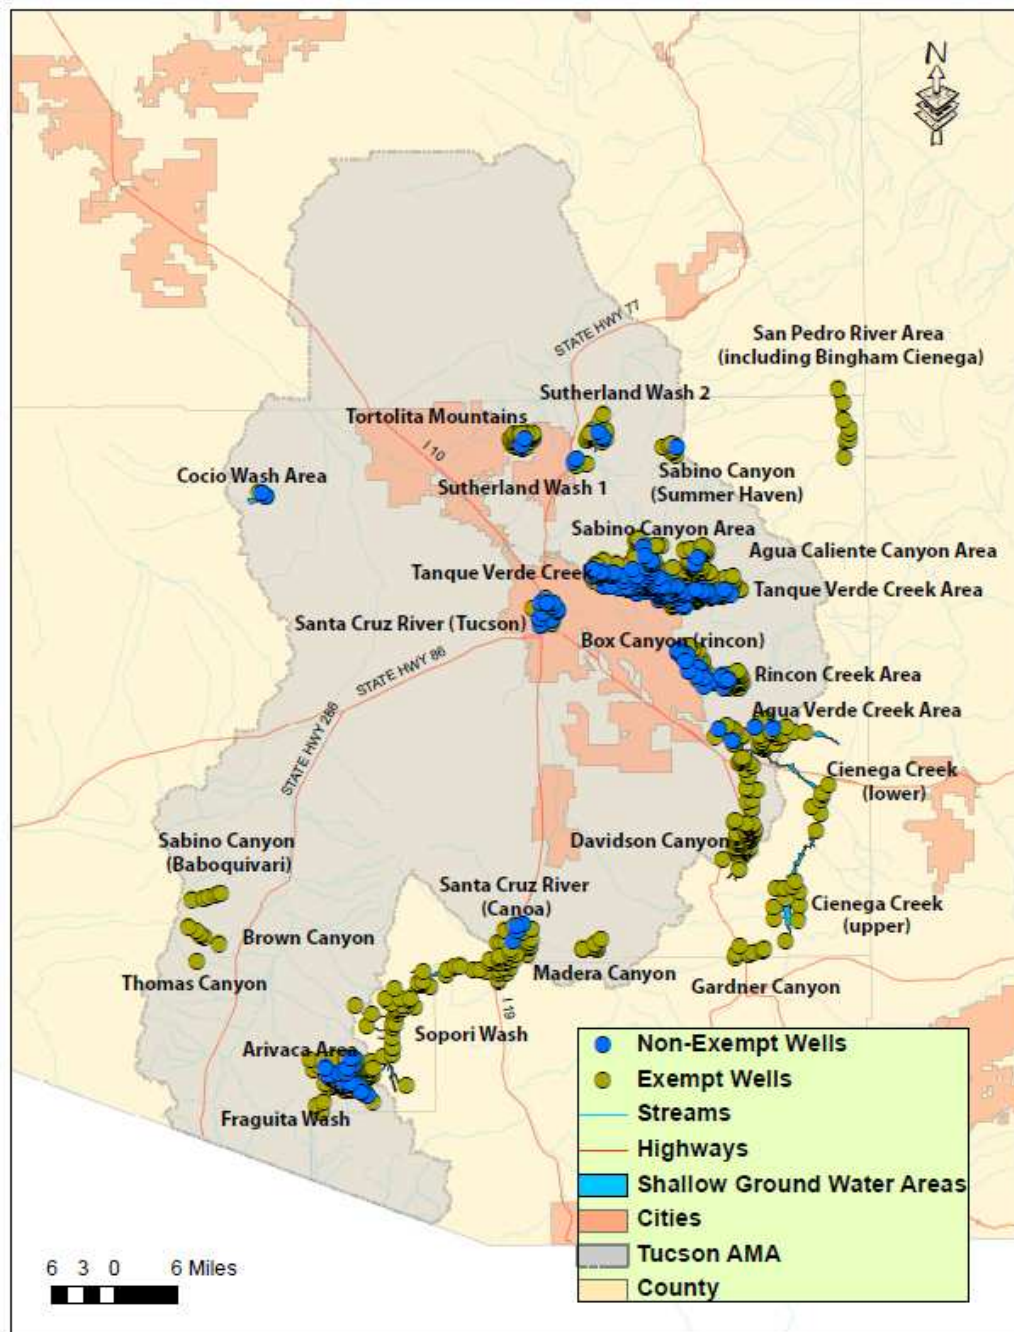 N
STATE HWY 77
San Pedro River Area
(including Bingham Cienega)
Sutherland Wash 2
Tortolita Mountains
I 10
Cocio Wash Area
Sutherland Wash 1
Sabino Canyon
(Summer Haven)
Sabino Canyon Area
Agua Caliente Canyon Area
Tanque Verde Creek
Tanque Verde Creek Area
Santa Cruz River (Tucson)
Box Canyon (rincon)
STATE HWY 86
Rincon Creek Area
STATE HWY 286
Agua Verde Creek Area
Cienega Creek
(lower)
Sabino Canyon
(Baboquivari)
Davidson Canyon
Santa Cruz River
(Canoa)
Cienega Creek
(upper)
Brown Canyon
Thomas Canyon
Madera Canyon
Gardner Canyon
I 19
Sopori Wash
Arivaca Area
Fraguita Wash
Non-Exempt Wells
Exempt Wells
Streams
Highways
Shallow Ground Water Areas
Cities
Tucson AMA
County
6 3 0 6 Miles